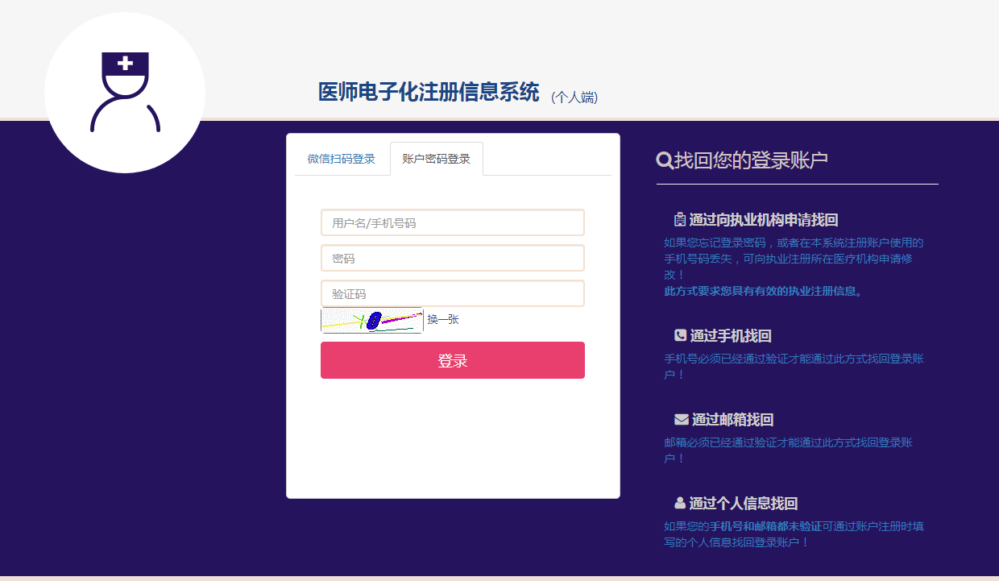 医师电子化注册信息系统 (个人端)
微信扫码登录
账户密码登录
用户名/手机号码
密码
验证码
换一张
登录
找回您的登录账户
通过向执业机构申请找回
如果您忘记登录密码，或者在本系统注册账户使用的
手机号码丢失，可向执业注册所在医疗机构申请修
改！
此方式要求您具有有效的执业注册信息。
通过手机找回
手机号必须已经通过验证才能通过此方式找回登录账
户！
通过邮箱找回
邮箱必须已经通过验证才能通过此方式找回登录账
户！
通过个人信息找回
如果您的手机号和邮箱都未验证可通过账户注册时填
写的个人信息找回登录账户！